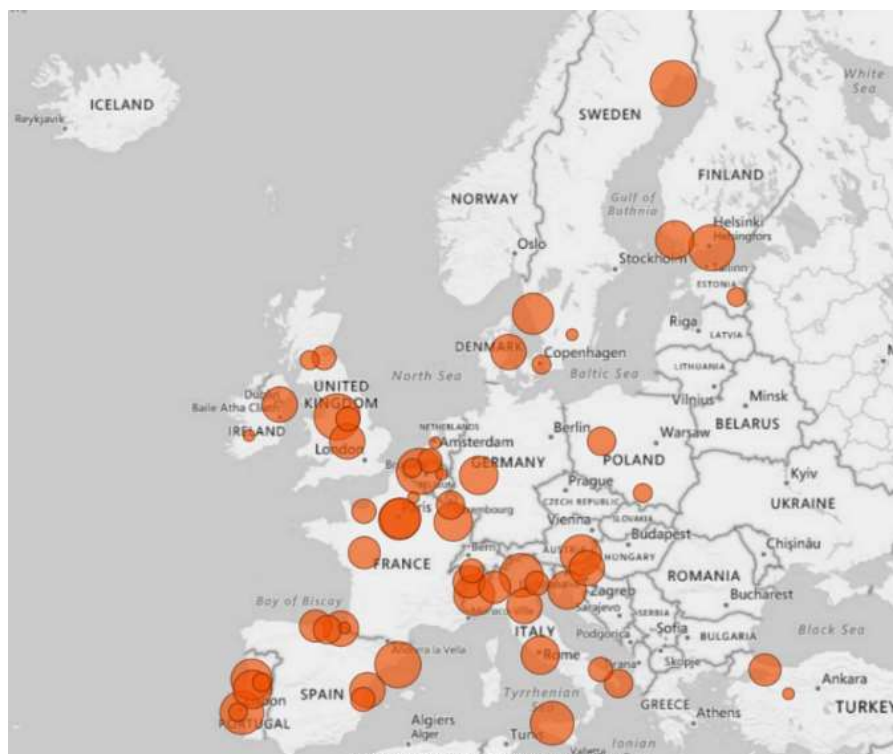 White
Sea
ICELAND
Reykjavik
SWEDEN
FINLAND
NORWAY
Gulf of
Bothnia
Helsinki
Helsingfors
Oslo
Stockholm
Tallinn
ESTONIA
Riga
LATVIA
DENMARK
Copenhagen
North Sea
Baltic Sea
LITHUANIA
Vilnius
Minsk
UNITED
KINGDOM
Dublin
Baile Atha
IRELAND
BELARUS
NETHERLANDS
Amsterdam
Berlin
Warsaw
London
GERMANY
POLAND
Prague
Kyiv
CZECH REPUBLIC
UKRAINE
SLOVAKIA
Vienna
Budapest
Chișinău
Bern
HUNGARY
FRANCE
ROMANIA
Zagreb
Bucharest
Bay of Biscay
Sarajevo
SERBIA
ITALY
Podgorica
Sofia
BULGARIA
Black Sea
Skopje
Rome
Andorra la Vella
SPAIN
Tyrrhenian
Ankara
PORTUGAL
GREECE
TURKEY
Algiers
Alger
Athens
Ionian
Valletta